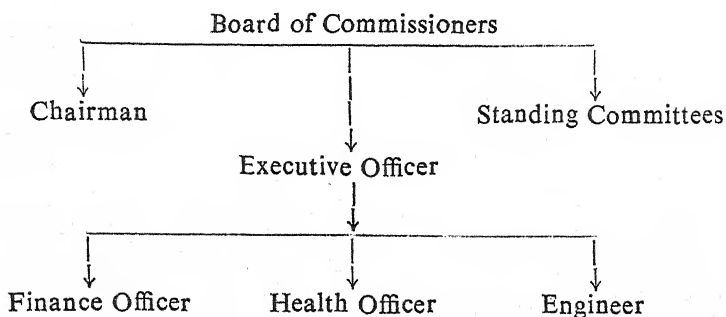 Board of Commissioners
Chairman
Standing Committees
Executive Officer
Finance Officer Health Officer Engineer